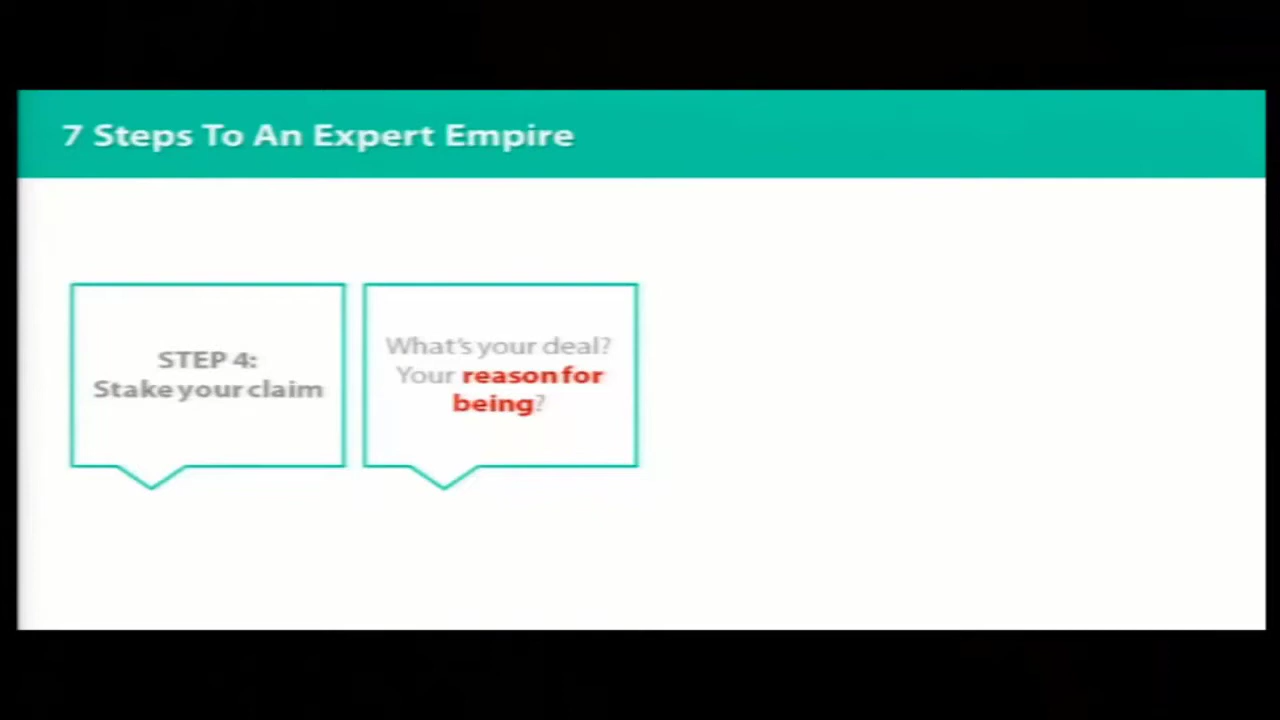 7 Steps To An Expert Empire
STEP 4:
Stake your claim
What's your deal?
Your reason for
being?